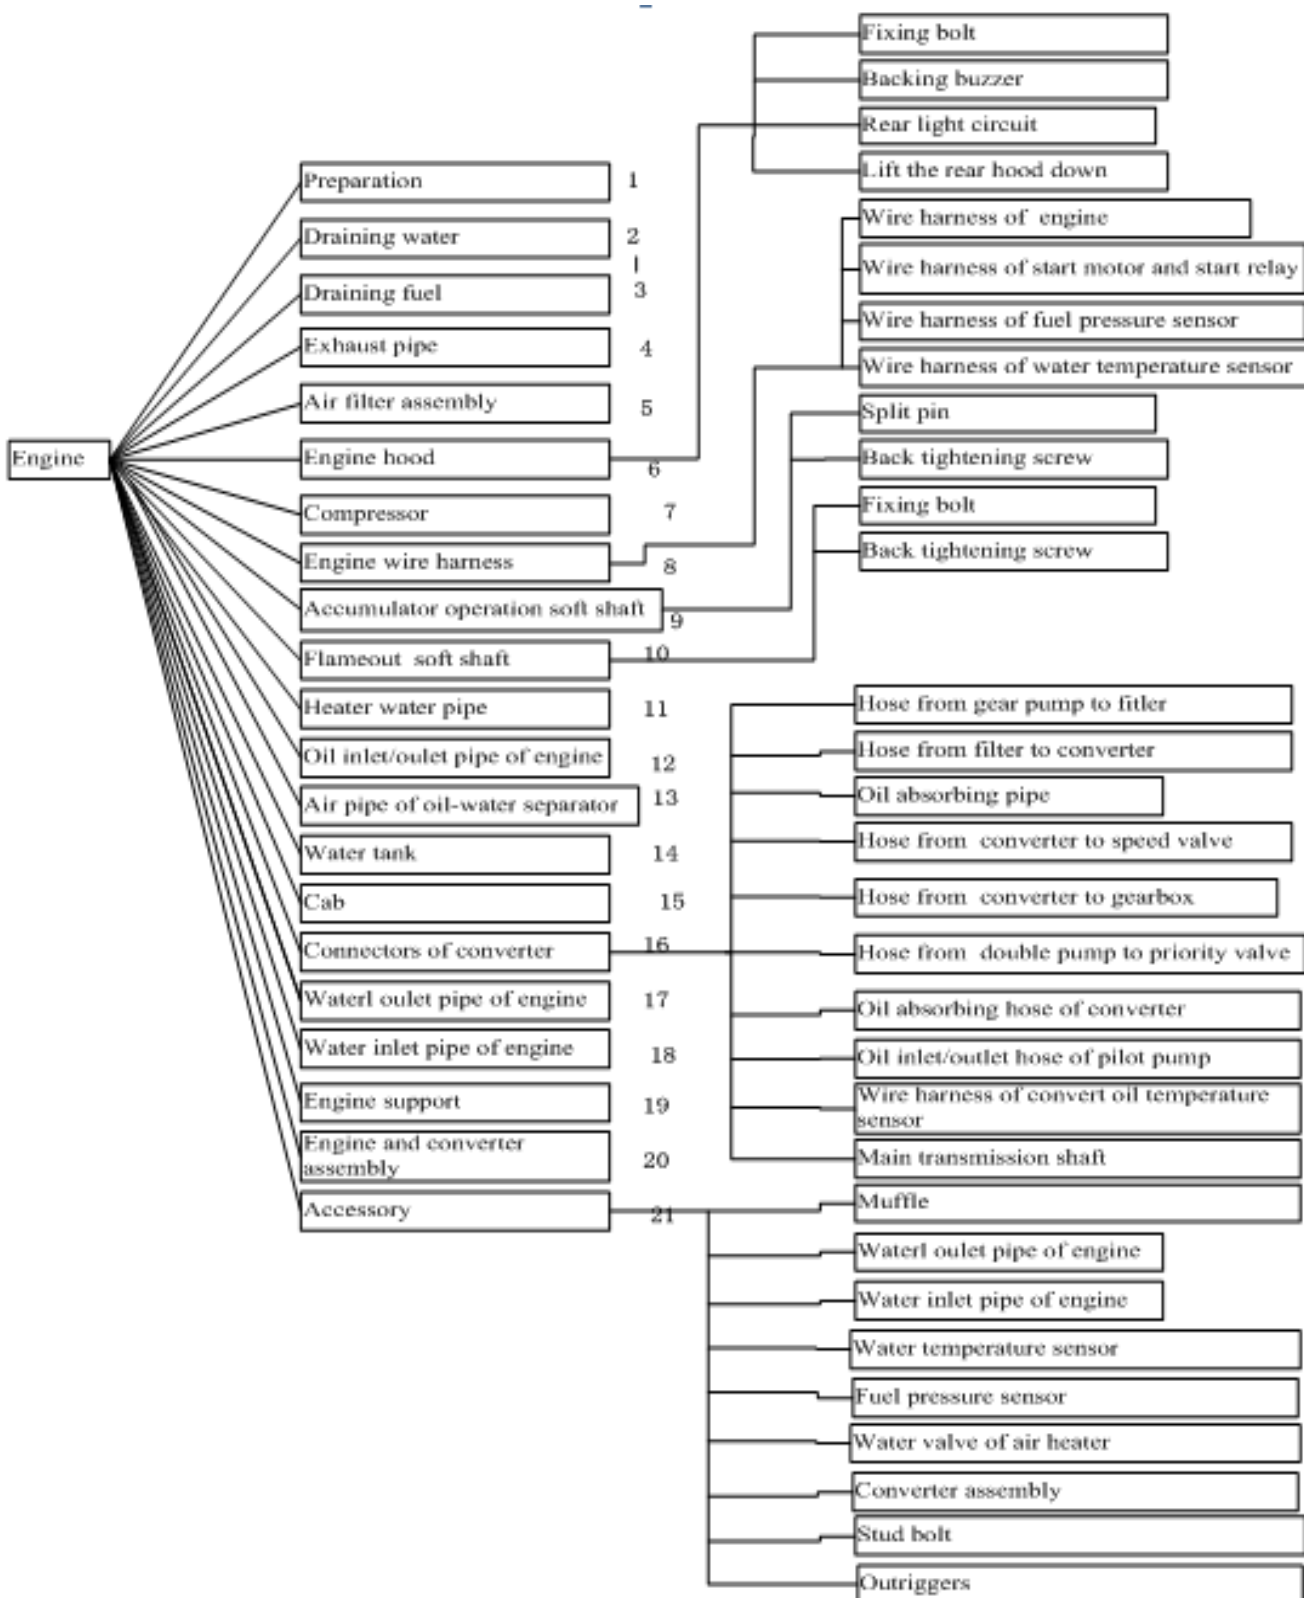 Engine
Preparation 1
Draining water 2
Draining fuel 3
Exhaust pipe 4
Air filter assembly 5
Engine hood 6
Compressor 7
Engine wire harness 8
Accumulator operation soft shaft 9
Flameout soft shaft 10
Heater water pipe 11
Oil inlet/oulet pipe of engine 12
Air pipe of oil-water separator 13
Water tank 14
Cab 15
Connectors of converter 16
Waterl oulet pipe of engine 17
Water inlet pipe of engine 18
Engine support 19
Engine and converter
assembly 20
Accessory 21
Fixing bolt
Backing buzzer
Rear light circuit
Lift the rear hood down
Wire harness of engine
Wire harness of start motor and start relay
Wire harness of fuel pressure sensor
Wire harness of water temperature sensor
Split pin
Back tightening screw
Fixing bolt
Back tightening screw
Hose from gear pump to fitler
Hose from filter to converter
Oil absorbing pipe
Hose from converter to speed valve
Hose from converter to gearbox
Hose from double pump to priority valve
Oil absorbing hose of converter
Oil inlet/outlet hose of pilot pump
Wire harness of convert oil temperature
sensor
Main transmission shaft
Muffle
Waterl oulet pipe of engine
Water inlet pipe of engine
Water temperature sensor
Fuel pressure sensor
Water valve of air heater
Converter assembly
Stud bolt
Outriggers